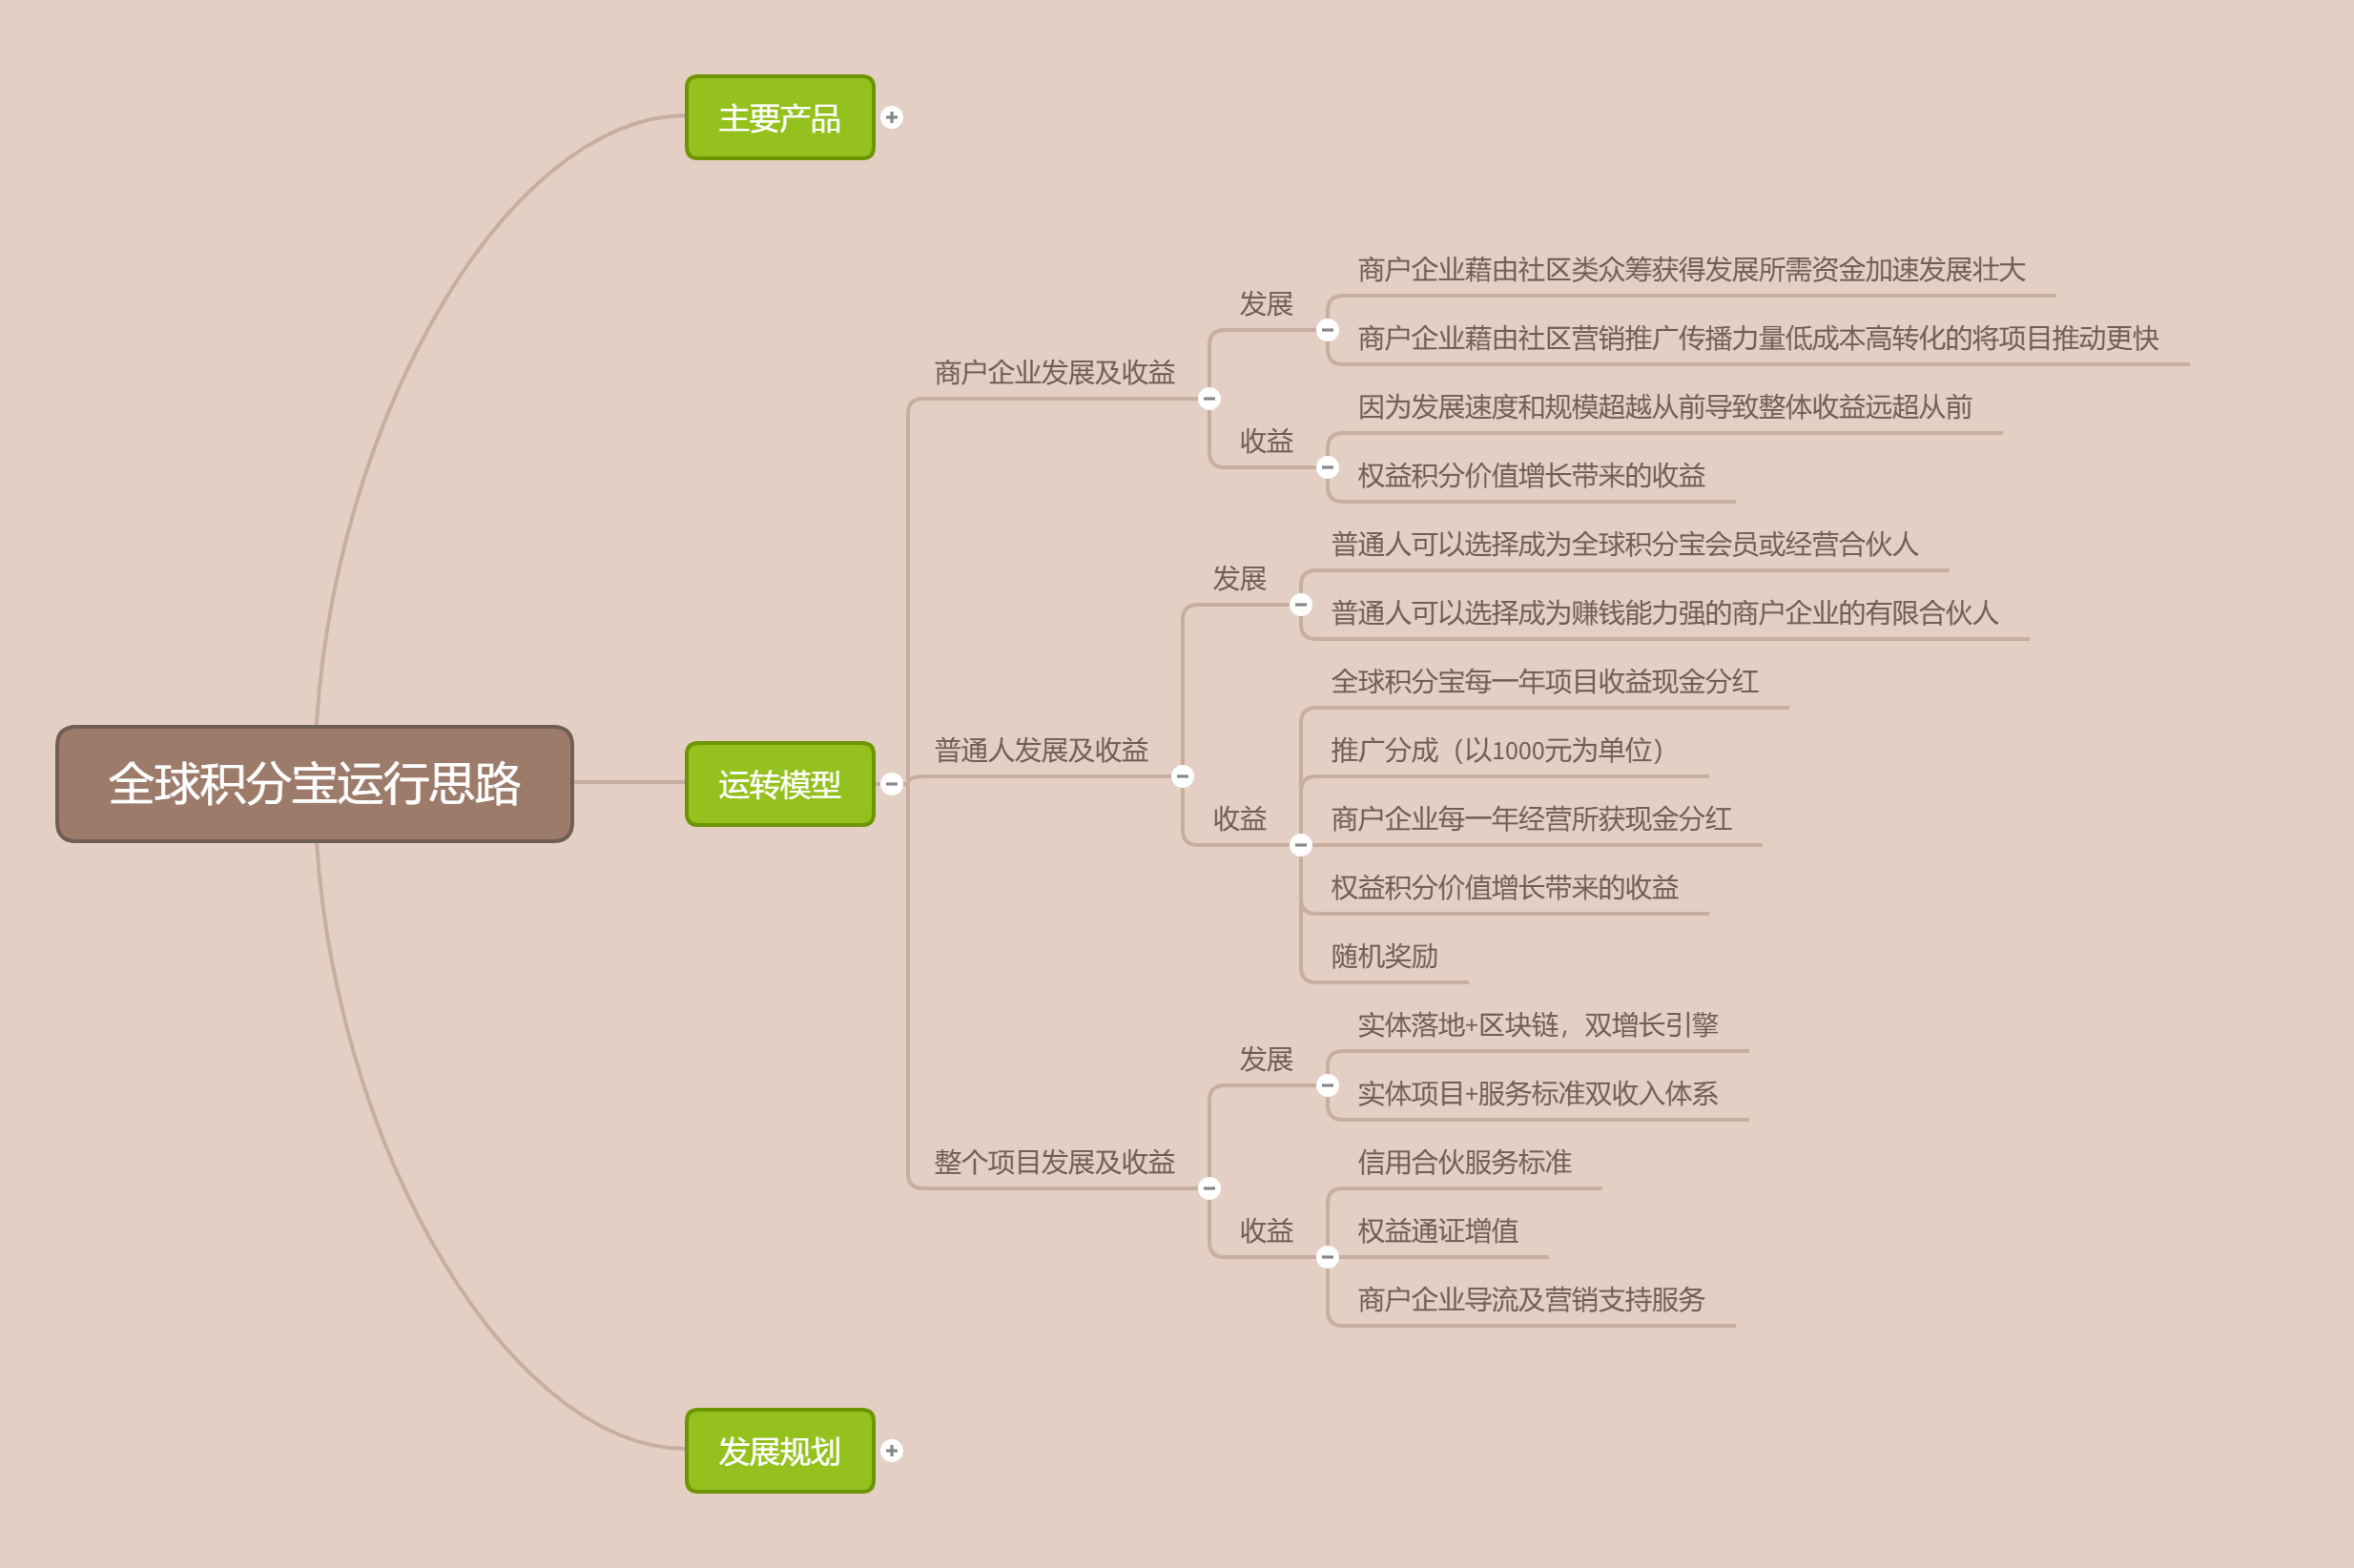 全球积分宝运行思路
主要产品
运转模型
商户企业发展及收益
发展
商户企业藉由社区类众筹获得发展所需资金加速发展壮大
商户企业藉由社区营销推广传播力量低成本高转化的将项目推动更快
收益
因为发展速度和规模超越从前导致整体收益远超从前
权益积分价值增长带来的收益
普通人发展及收益
发展
普通人可以选择成为全球积分宝会员或经营合伙人
普通人可以选择成为赚钱能力强的商户企业的有限合伙人
收益
全球积分宝每一年项目收益现金分红
推广分成（以1000元为单位）
商户企业每一年经营所获现金分红
权益积分价值增长带来的收益
随机奖励
整个项目发展及收益
发展
实体落地+区块链，双增长引擎
实体项目+服务标准双收入体系
收益
信用合伙服务标准
权益通证增值
商户企业导流及营销支持服务
发展规划